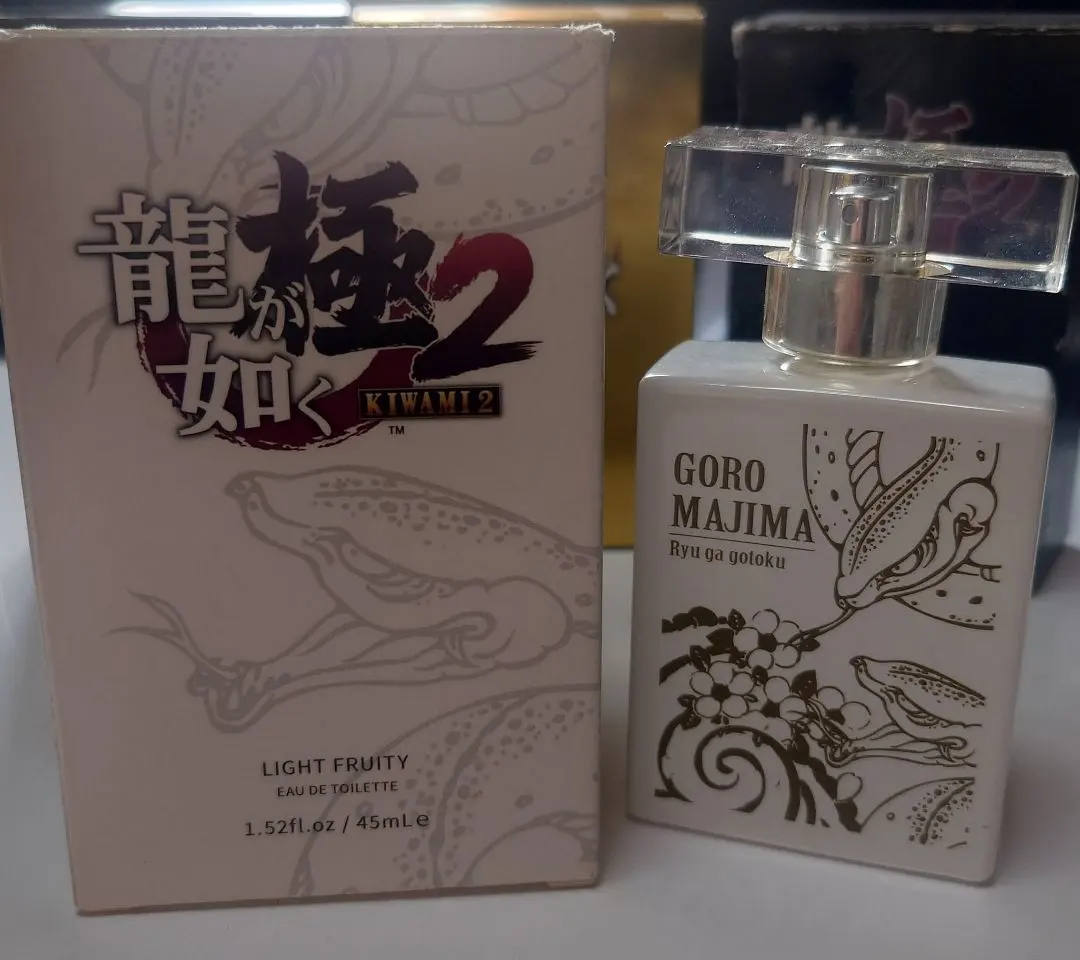 龍が如く 極2
KIWAMI 2
TM
LIGHT FRUITY
EAU DE TOILETTE
1.52fl.oz / 45mLe
GORO
MAJIMA
Ryu ga gotoku